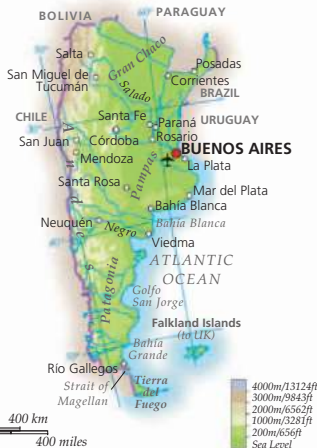 BOLIVIA
60°
PARAGUAY
Salta
Gran Chaco
San Miguel de
Tucumán
Salado
Posadas
Corrientes
BRAZIL
Santa Fe
CHILE
30°
Paraná
URUGUAY
Córdoba
Rosario
San Juan
BUENOS AIRES
Mendoza
La Plata
Andes
Pampas
Santa Rosa
Mar del Plata
Bahía Blanca
Neuquén
Bahía Blanca
Negro
Viedma
40°
ATLANTIC
OCEAN
Patagonia
Golfo
San Jorge
Falkland Islands
(to UK)
Bahía
Grande
Río Gallegos
Strait of
Magellan
Tierra
del
Fuego
400 km
400 miles
4000m/13124ft
3000m/9843ft
2000m/6562ft
1000m/3281ft
200m/656ft
Sea Level